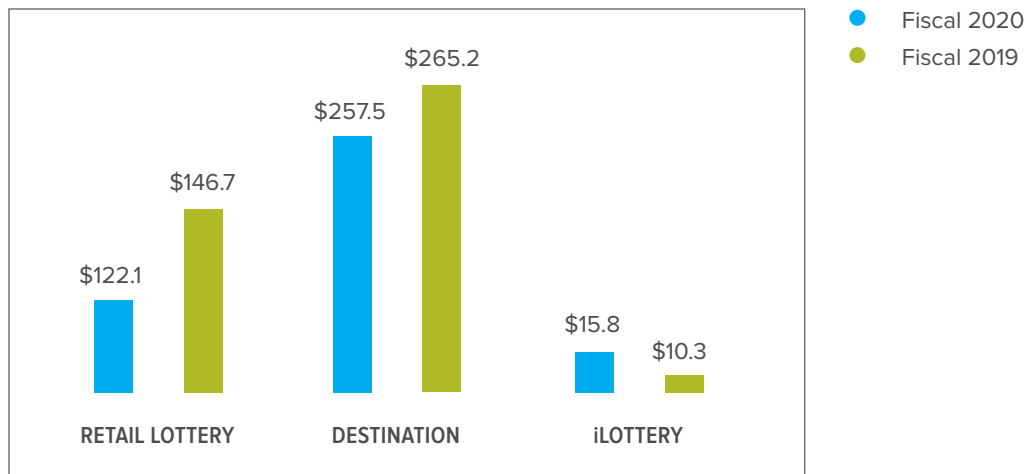 Fiscal 2020
Fiscal 2019
$265.2
$257.5
$146.7
$122.1
$15.8
$10.3
RETAIL LOTTERY
DESTINATION
iLOTTERY